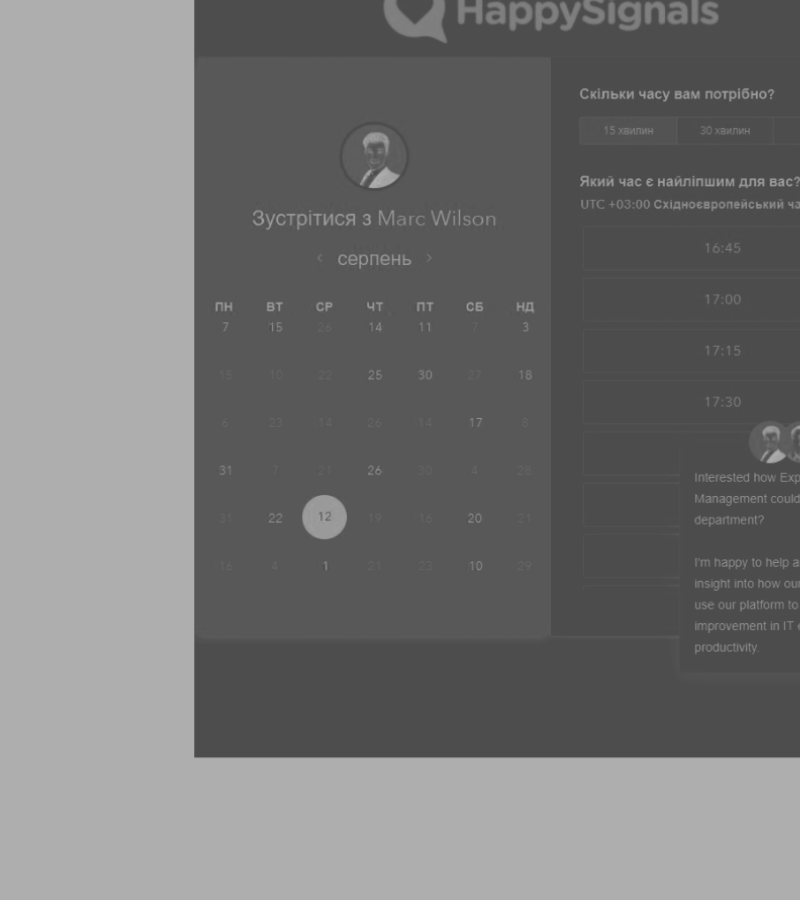 HappySignals
Зустрітися з Marc Wilson
серпень
ПН ВТ СР ЧТ ПТ СБ НД
7 15 26 14 11 7 3
15 10 22 25 30 27 18
6 23 14 26 14 17 8
31 7 21 26 30 4 28
31 22 12 19 16 20 21
16 4 1 21 23 10 29
Скільки часу вам потрібно?
15 хвилин 30 хвилин
Який час є найліпшим для вас?
UTC +03:00 Східноєвропейський ча
16:45
17:00
17:15
17:30
Interested how Exp
Management could
department?
I'm happy to help a
insight into how our
use our platform to
improvement in IT e
productivity.